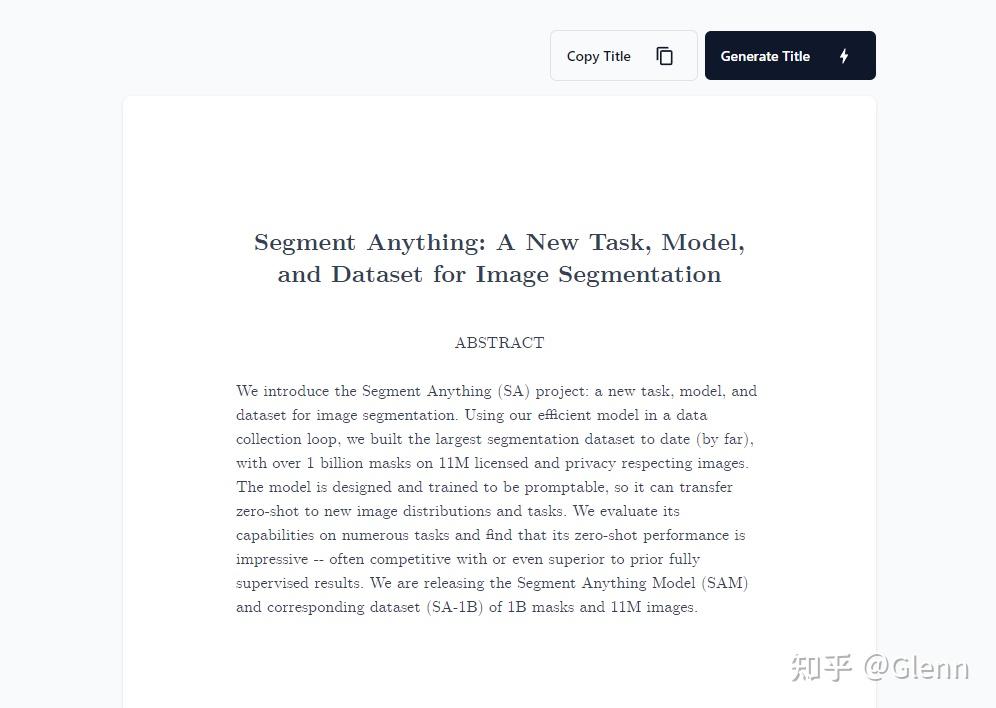 Copy Title
Generate Title
Segment Anything: A New Task, Model,
and Dataset for Image Segmentation
ABSTRACT
We introduce the Segment Anything (SA) project: a new task, model, and
dataset for image segmentation. Using our efficient model in a data
collection loop, we built the largest segmentation dataset to date (by far),
with over 1 billion masks on 11M licensed and privacy respecting images.
The model is designed and trained to be promptable, so it can transfer
zero-shot to new image distributions and tasks. We evaluate its
capabilities on numerous tasks and find that its zero-shot performance is
impressive -- often competitive with or even superior to prior fully
supervised results. We are releasing the Segment Anything Model (SAM)
and corresponding dataset (SA-1B) of 1B masks and 11M images.
知乎 @Glenn